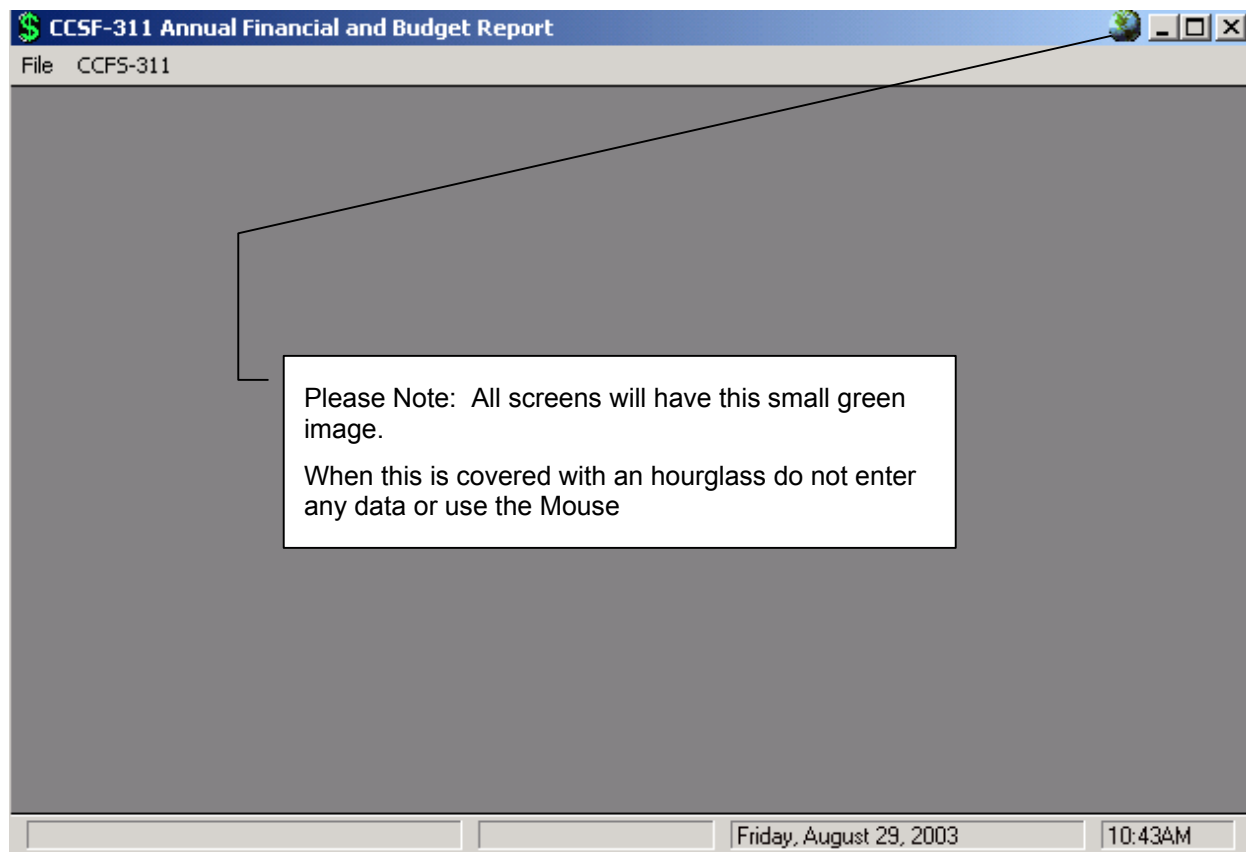 CCSF-311 Annual Financial and Budget Report
File CCFS-311
Please Note: All screens will have this small green
image.
When this is covered with an hourglass do not enter
any data or use the Mouse
Friday, August 29, 2003 10:43AM